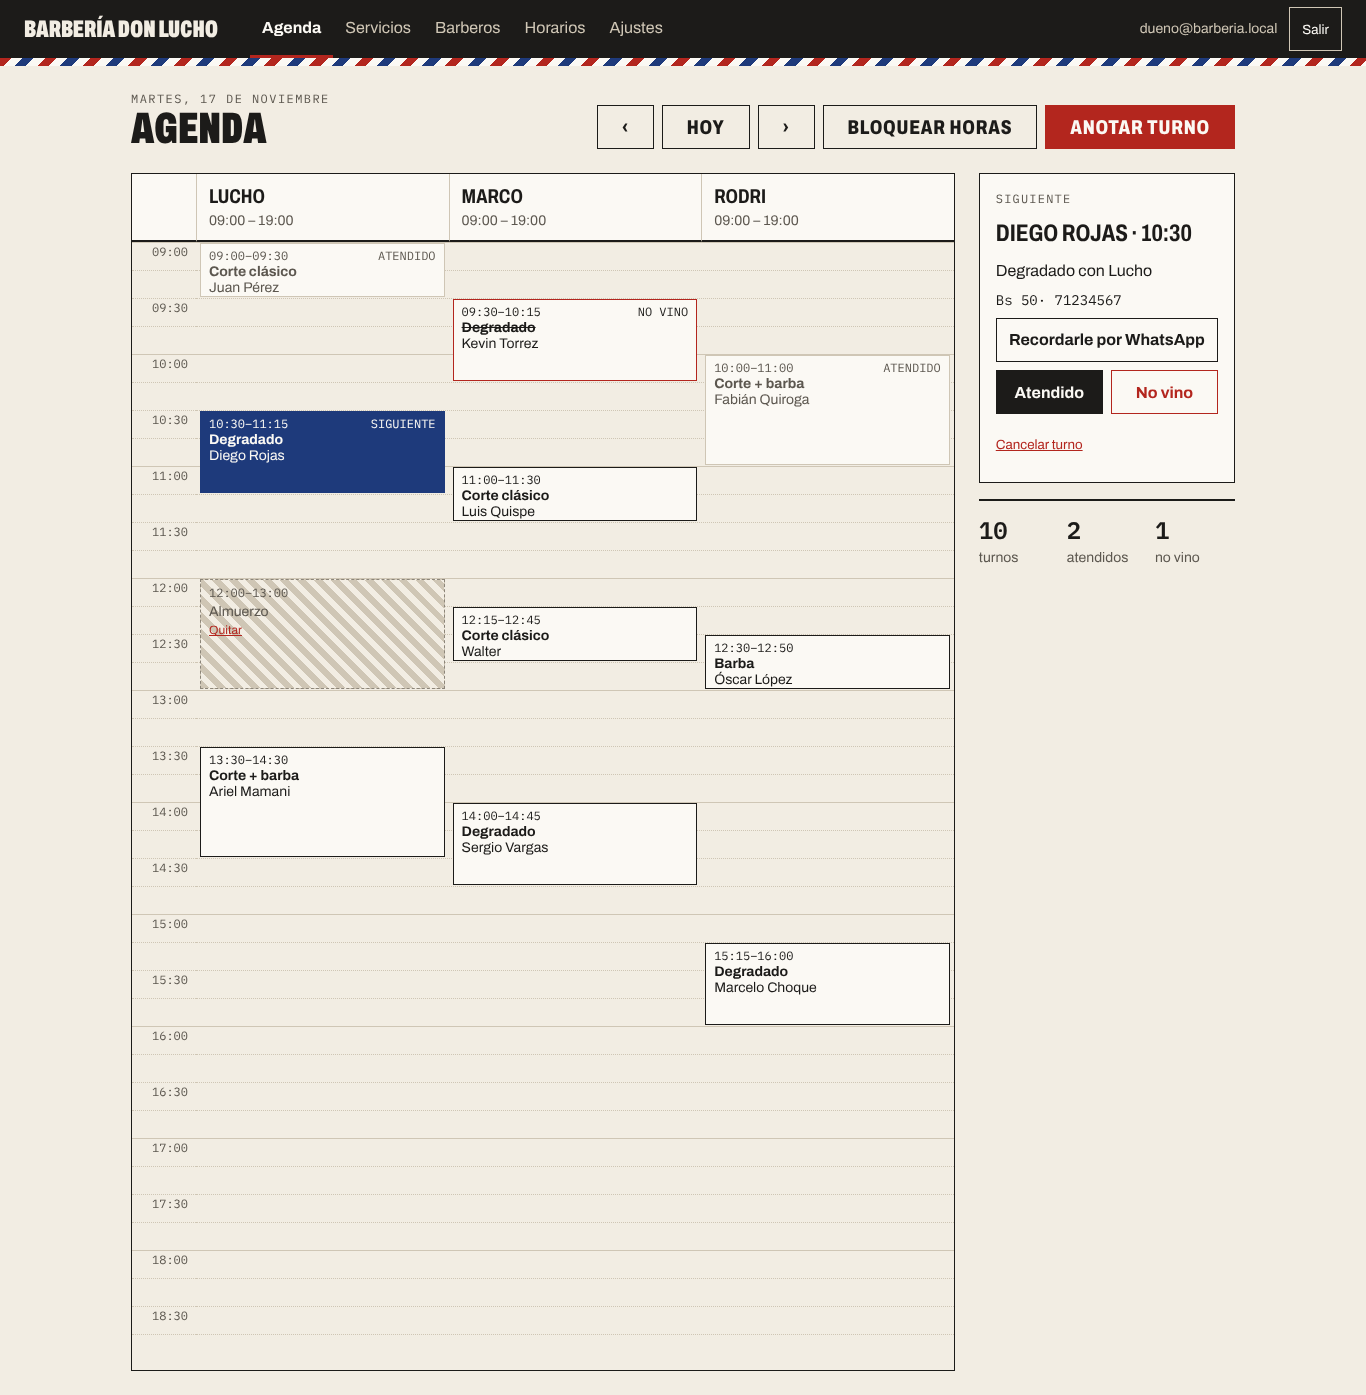 BARBERÍA DON LUCHO
Agenda
Servicios
Barberos
Horarios
Ajustes
dueno@barberia.local
Salir
MARTES, 17 DE NOVIEMBRE
AGENDA
‹
HOY
›
BLOQUEAR HORAS
ANOTAR TURNO
LUCHO
09:00 – 19:00
MARCO
09:00 – 19:00
RODRI
09:00 – 19:00
09:00
09:30
10:00
10:30
11:00
11:30
12:00
12:30
13:00
13:30
14:00
14:30
15:00
15:30
16:00
16:30
17:00
17:30
18:00
18:30
09:00–09:30 ATENDIDO
Corte clásico
Juan Pérez
10:30–11:15 SIGUIENTE
Degradado
Diego Rojas
12:00–13:00
Almuerzo
Quitar
13:30–14:30
Corte + barba
Ariel Mamani
09:30–10:15 NO VINO
Degradado
Kevin Torrez
11:00–11:30
Corte clásico
Luis Quispe
12:15–12:45
Corte clásico
Walter
14:00–14:45
Degradado
Sergio Vargas
10:00–11:00 ATENDIDO
Corte + barba
Fabián Quiroga
12:30–12:50
Barba
Óscar López
15:15–16:00
Degradado
Marcelo Choque
SIGUIENTE
DIEGO ROJAS · 10:30
Degradado con Lucho
Bs 50· 71234567
Recordarle por WhatsApp
Atendido
No vino
Cancelar turno
10 2 1
turnos atendidos no vino